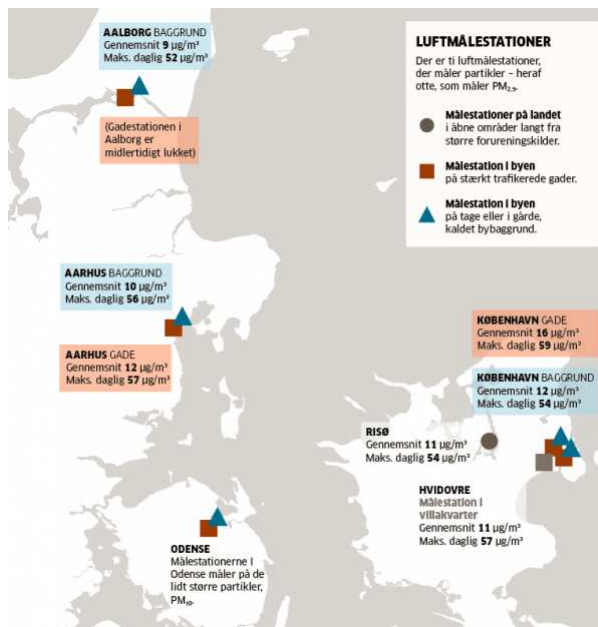 AALBORG BAGGRUND
Gennemsnit 9 µg/m³
Maks. daglig 52 µg/m³
(Gadestationen i
Aalborg er
midlertidigt lukket)
LUFTMÅLESTATIONER
Der er ti luftmålestationer,
der måler partikler – heraf
otte, som måler PM₂,₅.
Målestationer på landet
i åbne områder langt fra
større forureningskilder.
Målestation i byen
på stærkt trafikerede gader.
Målestation i byen
på tage eller i gårde,
kaldet bybaggrund.
AARHUS BAGGRUND
Gennemsnit 10 µg/m³
Maks. daglig 56 µg/m³
AARHUS GADE
Gennemsnit 12 µg/m³
Maks. daglig 57 µg/m³
KØBENHAVN GADE
Gennemsnit 16 µg/m³
Maks. daglig 59 µg/m³
KØBENHAVN BAGGRUND
Gennemsnit 12 µg/m³
Maks. daglig 54 µg/m³
RISØ
Gennemsnit 11 µg/m³
Maks. daglig 54 µg/m³
HVIDOVRE
Målestation i
villakvarter
Gennemsnit 11 µg/m³
Maks. daglig 57 µg/m³
ODENSE
Målestationerne i
Odense måler på de
lidt større partikler,
PM₁₀.